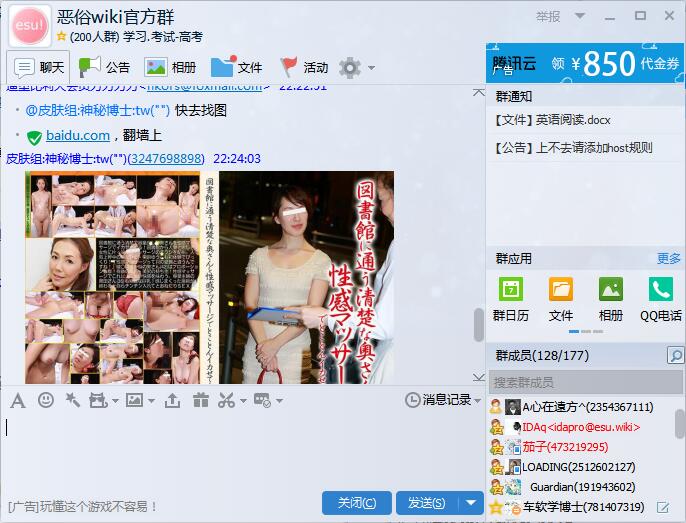 esu!
恶俗wiki官方群
(200人群) 学习.考试-高考
举报
聊天
公告
相册
文件
活动
<hkors@foxmail.com> 22:22:51
@皮肤组:神秘博士:tw("") 快去找图
baidu.com，翻墙上
皮肤组:神秘博士:tw("")(3247698898) 22:24:03
図書館に通う清楚な奥さんを性感マッサージでとことんイカせて
図書館に通う清楚な奥さん
性感マッサー
消息记录
[广告]玩懂这个游戏不容易！
关闭(C)
发送(S)
腾讯云
广告
领 ¥850 代金券
群通知
【文件】英语阅读.docx
【公告】上不去请添加host规则
群应用
更多
7
群日历
文件
相册
QQ电话
群成员(128/177)
搜索群成员
A心在遠方^(2354367111)
IDAq<idapro@esu.wiki>
茄子(473219295)
LOADING(2512602127)
Guardian(191943602)
车软学博士(781407319)